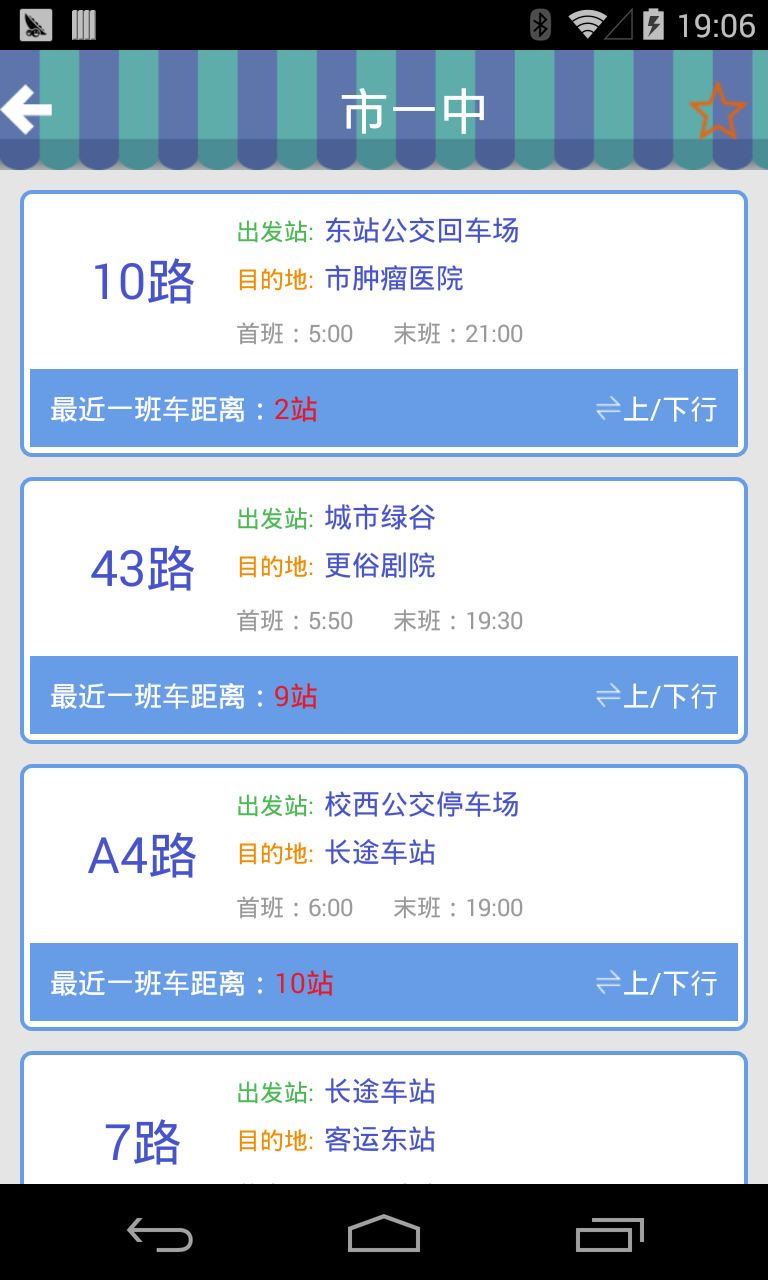 19:06
市一中
10路
出发站: 东站公交回车场
目的地: 市肿瘤医院
首班：5:00 末班：21:00
最近一班车距离：2站 ⇌上/下行
43路
出发站: 城市绿谷
目的地: 更俗剧院
首班：5:50 末班：19:30
最近一班车距离：9站 ⇌上/下行
A4路
出发站: 校西公交停车场
目的地: 长途车站
首班：6:00 末班：19:00
最近一班车距离：10站 ⇌上/下行
7路
出发站: 长途车站
目的地: 客运东站